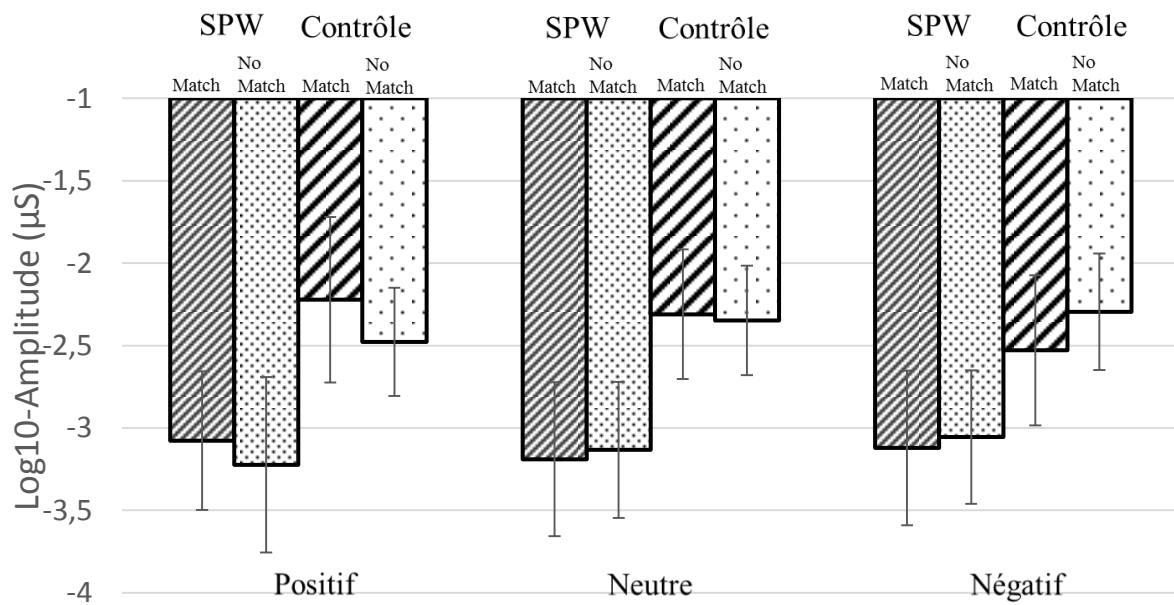 SPW Contrôle SPW Contrôle SPW Contrôle
Match No Match Match No Match Match No Match Match No Match Match No Match Match No Match
-1
-1,5
-2
-2,5
-3
-3,5
-4
Log10-Amplitude (µS)
Positif Neutre Négatif